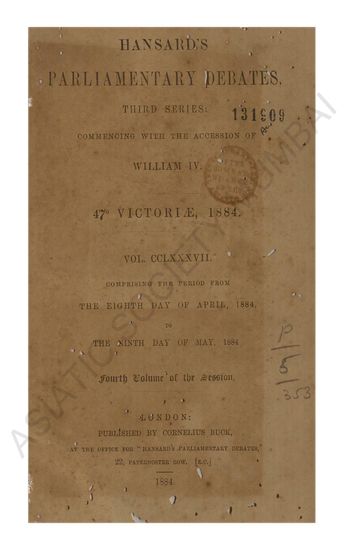 HANSARD'S
PARLIAMENTARY DEBATES,
THIRD SERIES:
131909
COMMENCING WITH THE ACCESSION OF
WILLIAM IV.
47° VICTORIÆ, 1884.
VOL. CCLXXXVII.
COMPRISING THE PERIOD FROM
THE EIGHTH DAY OF APRIL, 1884,
TO
THE NINTH DAY OF MAY, 1884
P
5
353
Fourth Volume of the Session.
LONDON:
PUBLISHED BY CORNELIUS BUCK,
AT THE OFFICE FOR "HANSARD'S PARLIAMENTARY DEBATES,"
22, PATERNOSTER ROW. [E.C.]
1884.
ASIATIC SOCIETY MUMBAI